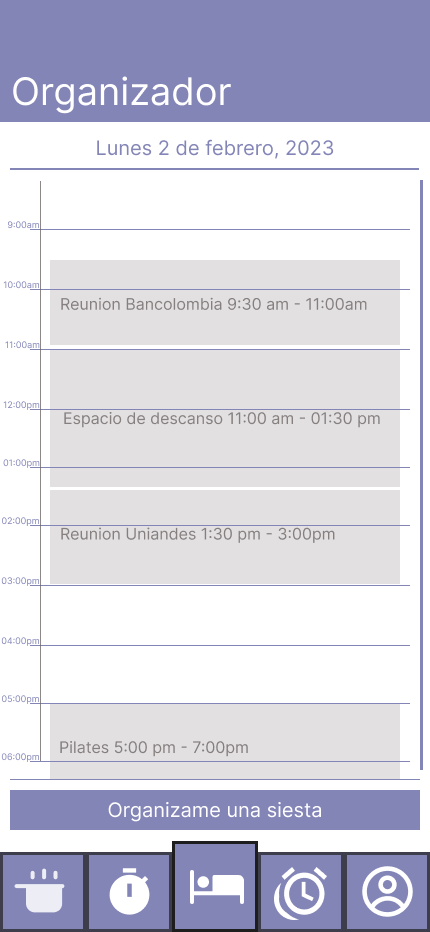 Organizador
Lunes 2 de febrero, 2023
9:00am
10:00am
Reunion Bancolombia 9:30 am - 11:00am
11:00am
12:00pm
Espacio de descanso 11:00 am - 01:30 pm
01:00pm
02:00pm
Reunion Uniandes 1:30 pm - 3:00pm
03:00pm
04:00pm
05:00pm
Pilates 5:00 pm - 7:00pm
06:00pm
Organizame una siesta